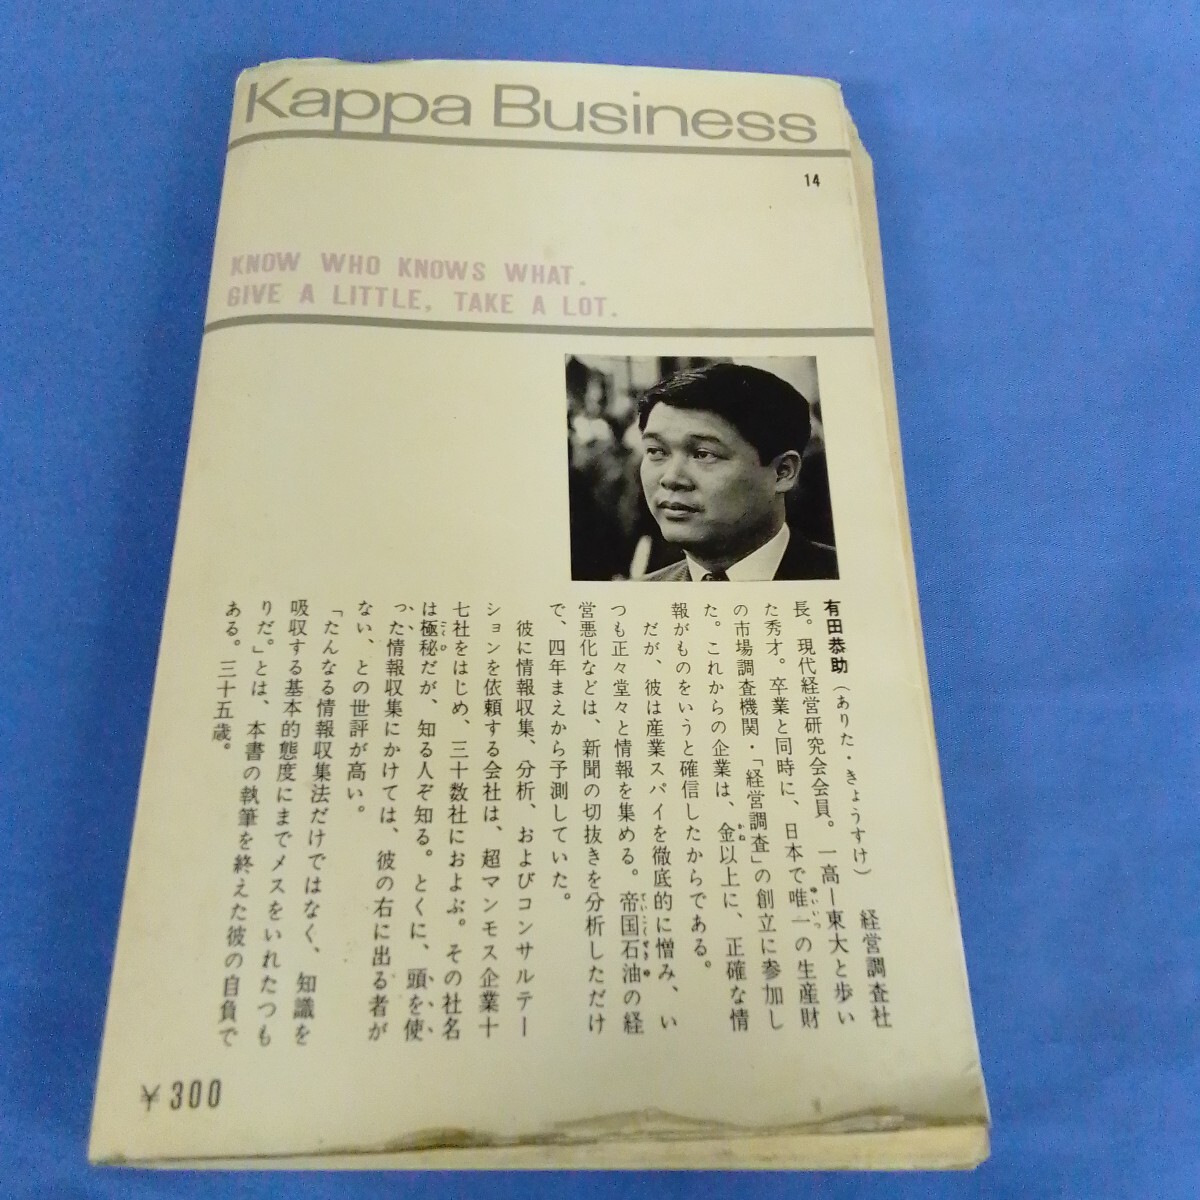 Kappa Business
14
KNOW WHO KNOWS WHAT.
GIVE A LITTLE, TAKE A LOT.
有田恭助(ありた・きょうすけ) 経営調査社
長。現代経営研究会会員。一高―東大と歩い
た秀才。卒業と同時に、日本で唯一の生産財
の市場調査機関・「経営調査」の創立に参加し
た。これからの企業は、金以上に、正確な情
報がものをいうと確信したからである。
だが、彼は産業スパイを徹底的に憎み、い
つも正々堂々と情報を集める。帝国石油の経
営悪化などは、新聞の切抜きを分析しただけ
で、四年まえから予測していた。
彼に情報収集、分析、およびコンサルテー
ションを依頼する会社は、超マンモス企業十
七社をはじめ、三十数社におよぶ。その社名
は極秘だが、知る人ぞ知る。とくに、頭を使
った情報収集にかけては、彼の右に出る者が
ない、との世評が高い。
「たんなる情報収集法だけではなく、知識を
吸収する基本的態度にまでメスをいれたつも
りだ。」とは、本書の執筆を終えた彼の自負で
ある。三十五歳。
¥300